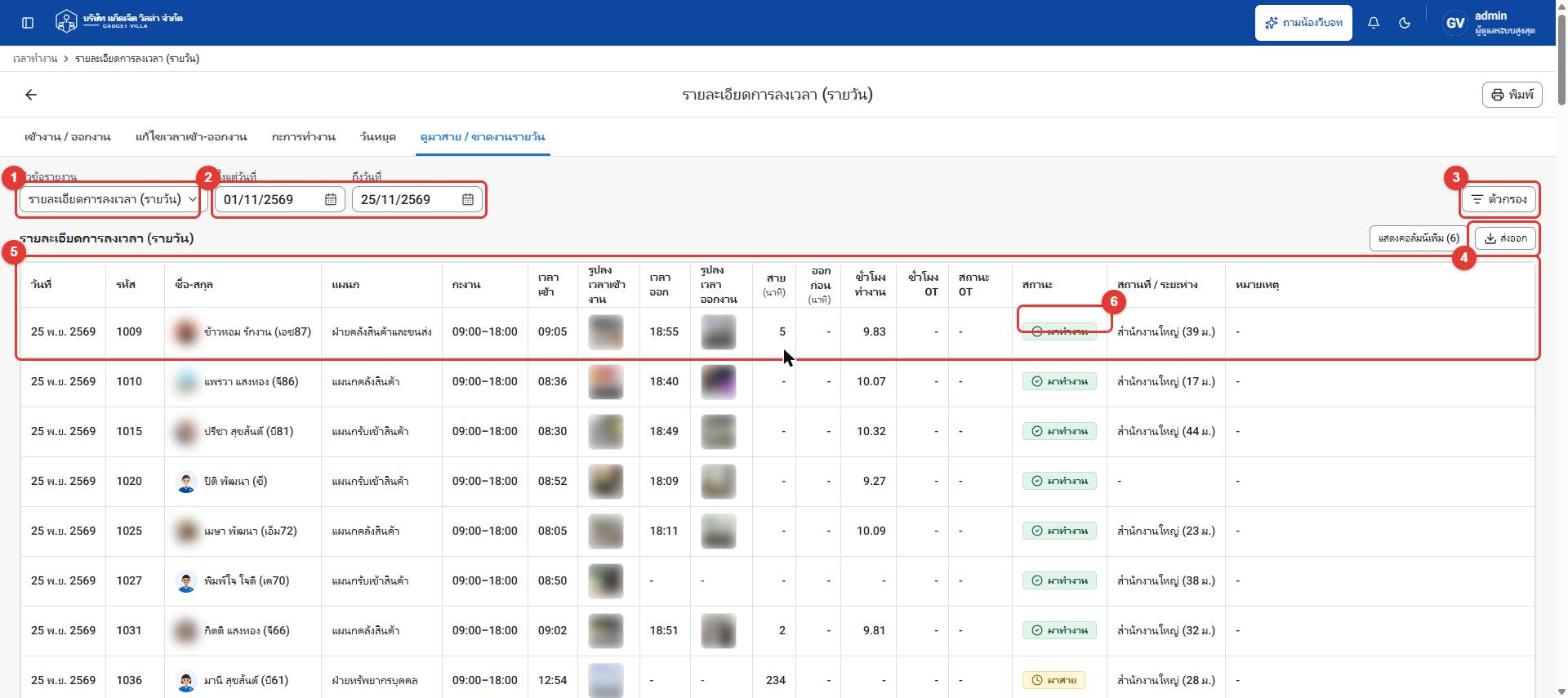 บริษัท แก็ดเจ็ต วิลล่า จำกัด
GADGET VILLA
ถามน้องวีบอท
GV
admin
ผู้ดูแลระบบสูงสุด
เวลาทำงาน > รายละเอียดการลงเวลา (รายวัน)
รายละเอียดการลงเวลา (รายวัน)
พิมพ์
เข้างาน / ออกงาน แก้ไขเวลาเข้า-ออกงาน กะการทำงาน วันหยุด ดูมาสาย / ขาดงานรายวัน
1 2 ถึงวันที่ 3
รายละเอียดการลงเวลา (รายวัน) 01/11/2569 25/11/2569 ตัวกรอง
รายละเอียดการลงเวลา (รายวัน) แสดงคอลัมน์เพิ่ม (6) ส่งออก
5 4
วันที่ รหัส ชื่อ-สกุล แผนก กะงาน เวลาเข้า รูปลงเวลาเข้างาน เวลาออก รูปลงเวลาออกงาน สาย (นาที) ออกก่อน (นาที) ชั่วโมงทำงาน ชั่วโมง OT สถานะ OT สถานะ สถานที่ / ระยะห่าง หมายเหตุ
6
25 พ.ย. 2569 1009 ข้าวหอม รักงาน (เอช87) ฝ่ายคลังสินค้าและขนส่ง 09:00–18:00 09:05 18:55 5 - 9.83 - - มาทำงาน สำนักงานใหญ่ (39 ม.) -
25 พ.ย. 2569 1010 แพรวา แสงทอง (จี86) แผนกคลังสินค้า 09:00–18:00 08:36 18:40 - - 10.07 - - มาทำงาน สำนักงานใหญ่ (17 ม.) -
25 พ.ย. 2569 1015 ปรีชา สุขสันต์ (บี81) แผนกรับเข้าสินค้า 09:00–18:00 08:30 18:49 - - 10.32 - - มาทำงาน สำนักงานใหญ่ (44 ม.) -
25 พ.ย. 2569 1020 ปิติ พัฒนา (ซี) แผนกรับเข้าสินค้า 09:00–18:00 08:52 18:09 - - 9.27 - - มาทำงาน - -
25 พ.ย. 2569 1025 เมษา พัฒนา (เอ็ม72) แผนกคลังสินค้า 09:00–18:00 08:05 18:11 - - 10.09 - - มาทำงาน สำนักงานใหญ่ (23 ม.) -
25 พ.ย. 2569 1027 พิมพ์ใจ ใจดี (เค70) แผนกรับเข้าสินค้า 09:00–18:00 08:50 - - - - - - - มาทำงาน สำนักงานใหญ่ (38 ม.) -
25 พ.ย. 2569 1031 กิตติ แสงทอง (จี66) แผนกคลังสินค้า 09:00–18:00 09:02 18:51 2 - 9.81 - - มาทำงาน สำนักงานใหญ่ (32 ม.) -
25 พ.ย. 2569 1036 มานี สุขสันต์ (บี61) ฝ่ายทรัพยากรบุคคล 09:00–18:00 12:54 - - 234 - - - - มาสาย สำนักงานใหญ่ (28 ม.) -